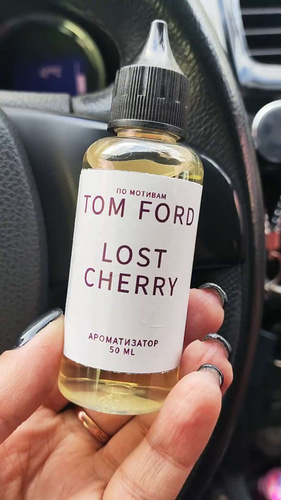 ПО МОТИВАМ
TOM FORD
LOST
CHERRY
АРОМАТИЗАТОР
50 ML